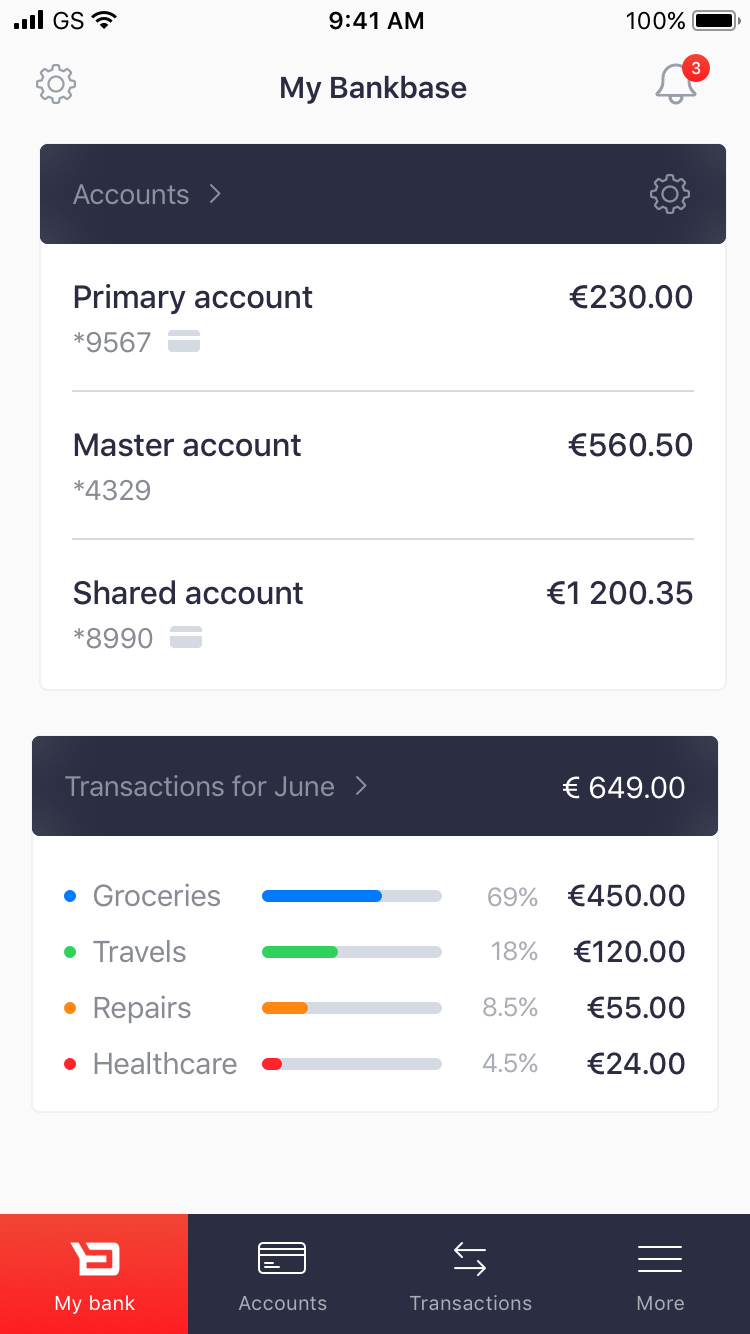 GS 9:41 AM 100%
My Bankbase 3
Accounts
Primary account €230.00
*9567
Master account €560.50
*4329
Shared account €1 200.35
*8990
Transactions for June € 649.00
Groceries 69% €450.00
Travels 18% €120.00
Repairs 8.5% €55.00
Healthcare 4.5% €24.00
My bank Accounts Transactions More